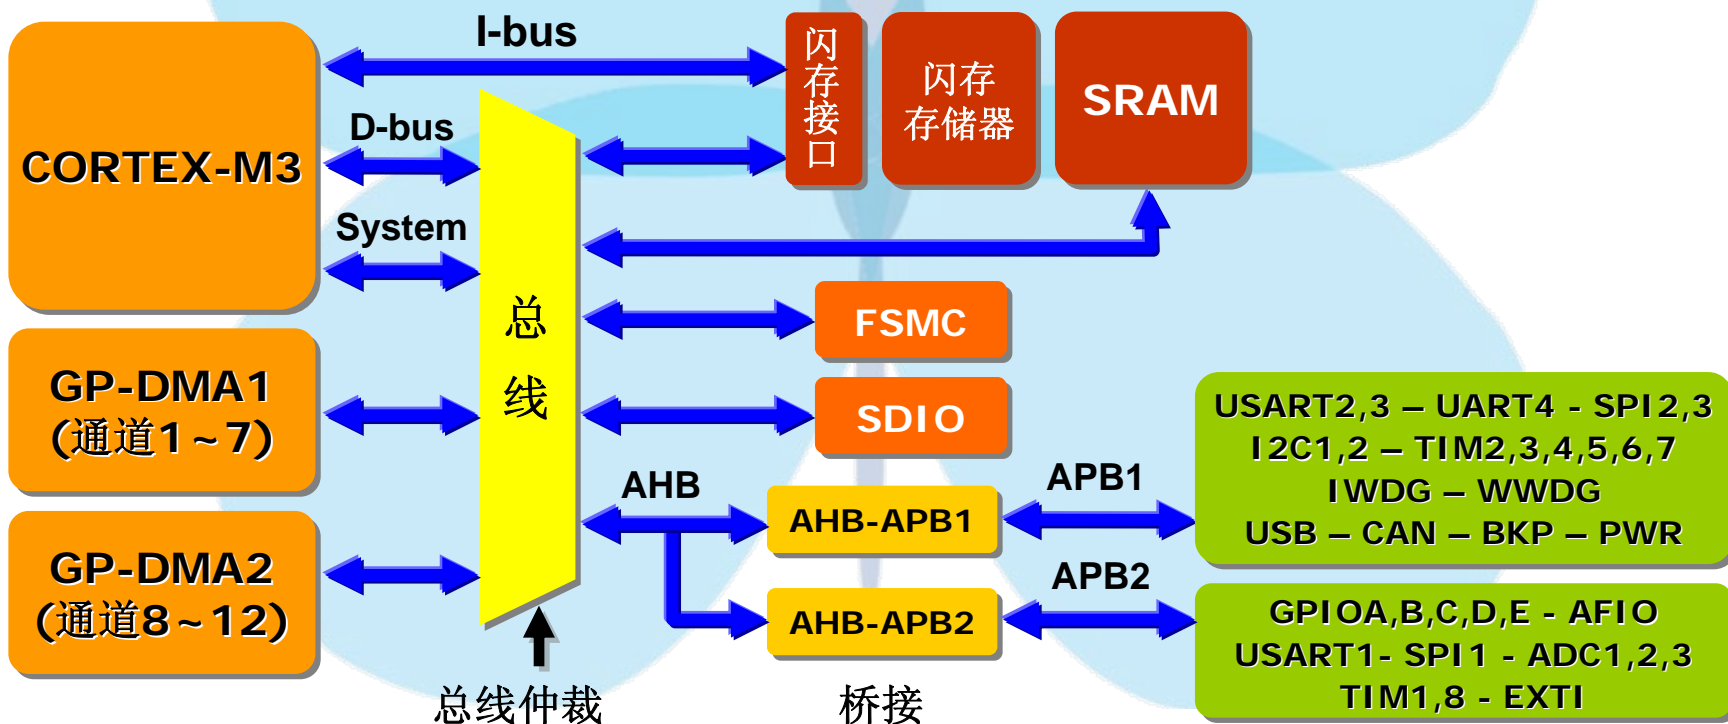 I-bus
闪存接口
闪存
存储器
SRAM
CORTEX-M3
D-bus
System
总线
FSMC
SDIO
GP-DMA1
(通道1~7)
GP-DMA2
(通道8~12)
AHB
AHB-APB1
AHB-APB2
APB1
APB2
USART2,3 – UART4 - SPI2,3
I2C1,2 – TIM2,3,4,5,6,7
IWDG – WWDG
USB – CAN – BKP – PWR
GPIOA,B,C,D,E - AFIO
USART1- SPI1 - ADC1,2,3
TIM1,8 - EXTI
总线仲裁
桥接